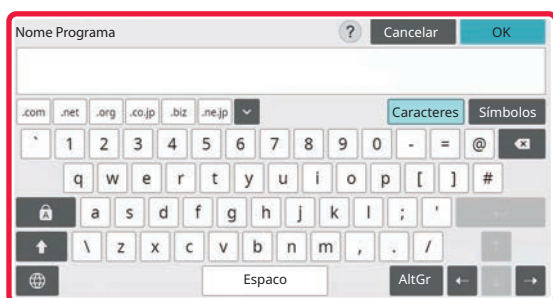 Nome Programa ? Cancelar OK
.com .net .org .co.jp .biz .ne.jp Caracteres Símbolos
` 1 2 3 4 5 6 7 8 9 0 - = @
q w e r t y u i o p [ ] #
A a s d f g h j k l ; '
\ z x c v b n m , . /
Espaco AltGr